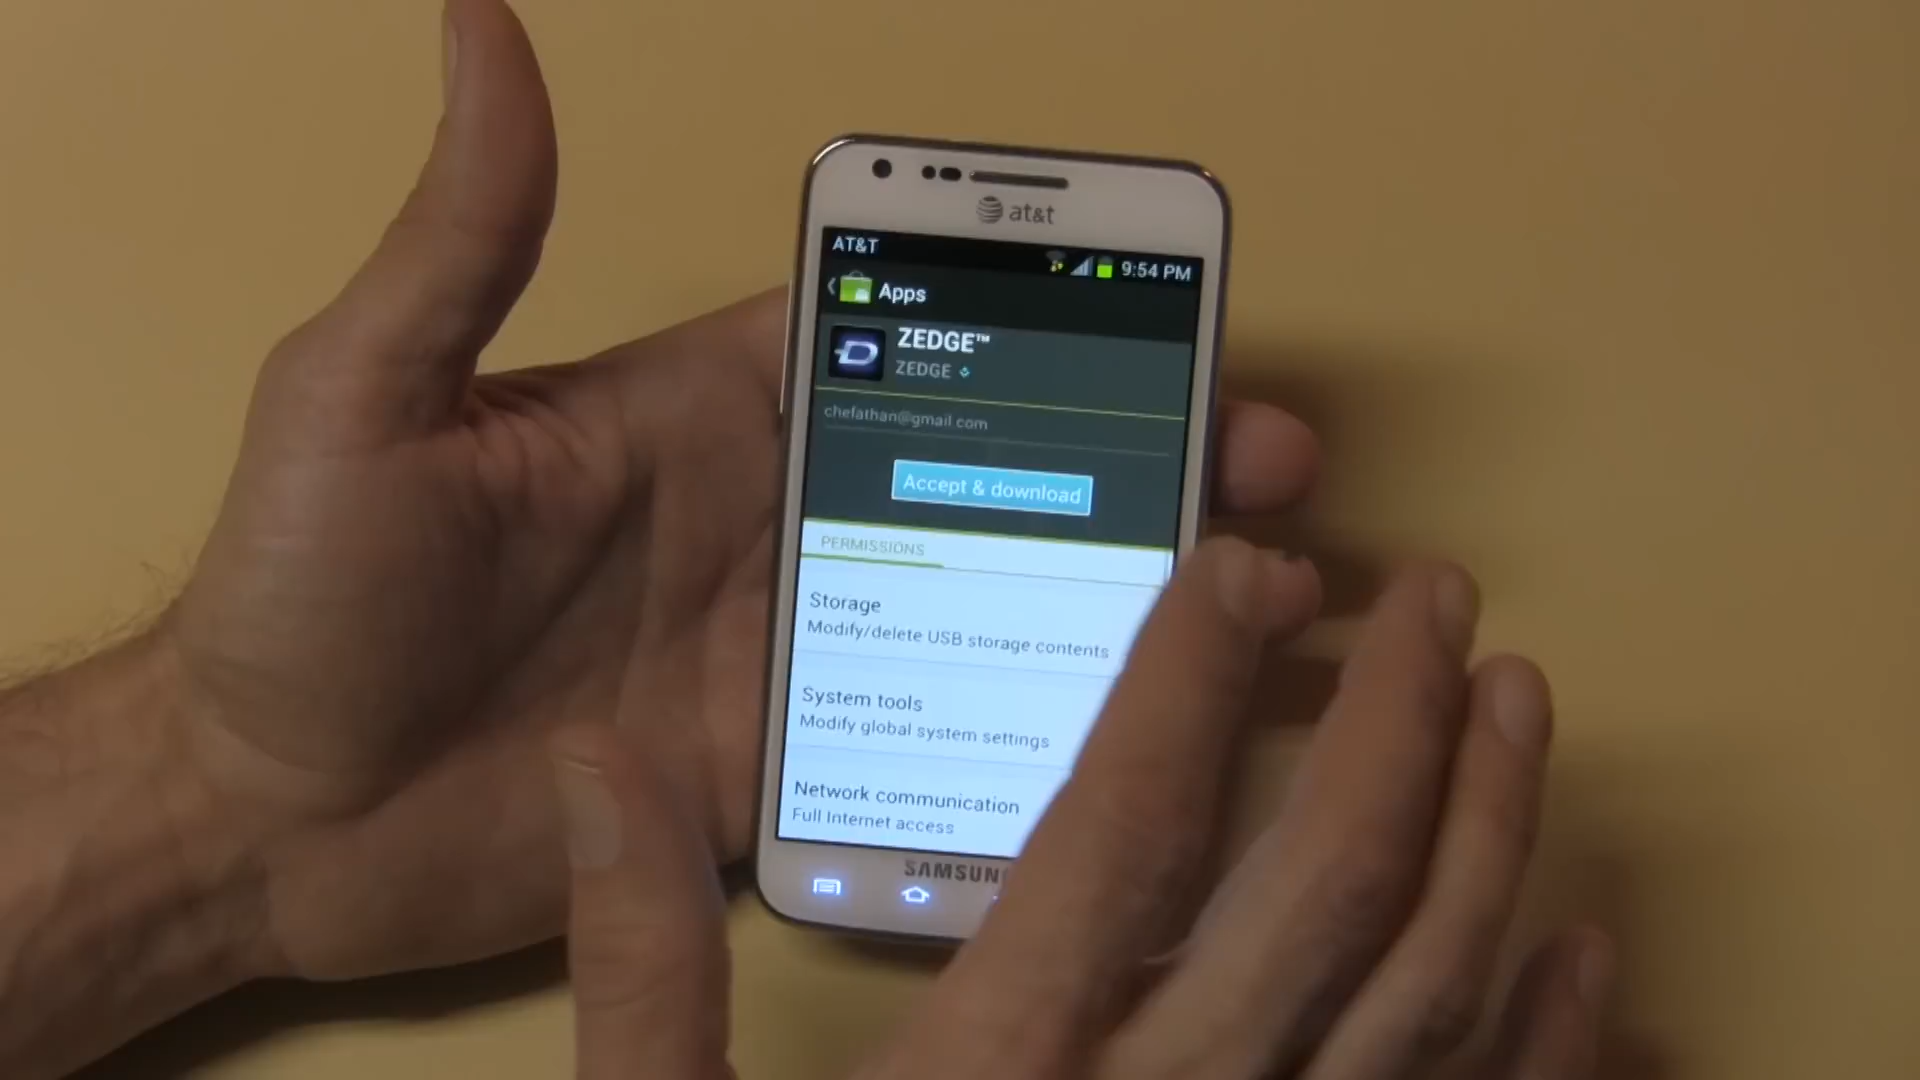 at&t
AT&T
9:54 PM
Apps
ZEDGE™
ZEDGE
chefathan@gmail.com
Accept & download
PERMISSIONS
Storage
Modify/delete USB storage contents
System tools
Modify global system settings
Network communication
Full Internet access
SAMSUN